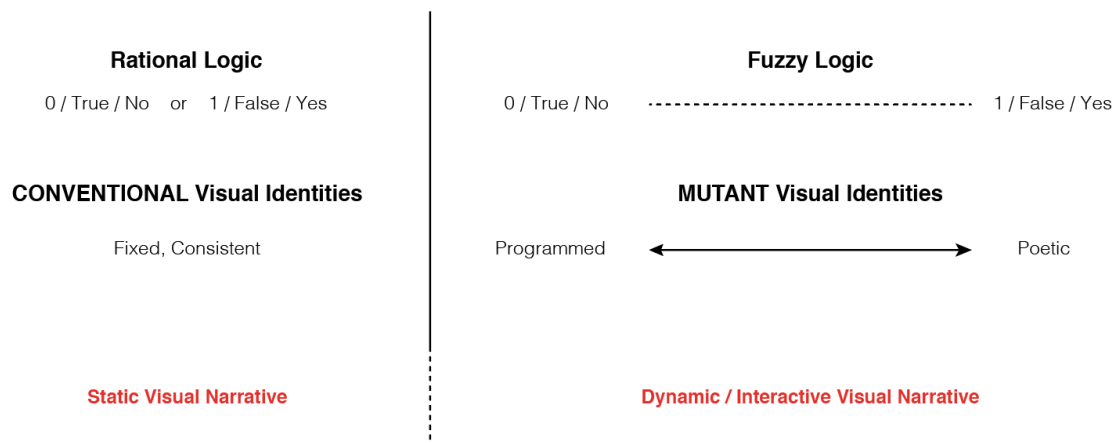 Rational Logic
0 / True / No or 1 / False / Yes
CONVENTIONAL Visual Identities
Fixed, Consistent
Static Visual Narrative
Fuzzy Logic
0 / True / No 1 / False / Yes
MUTANT Visual Identities
Programmed Poetic
Dynamic / Interactive Visual Narrative